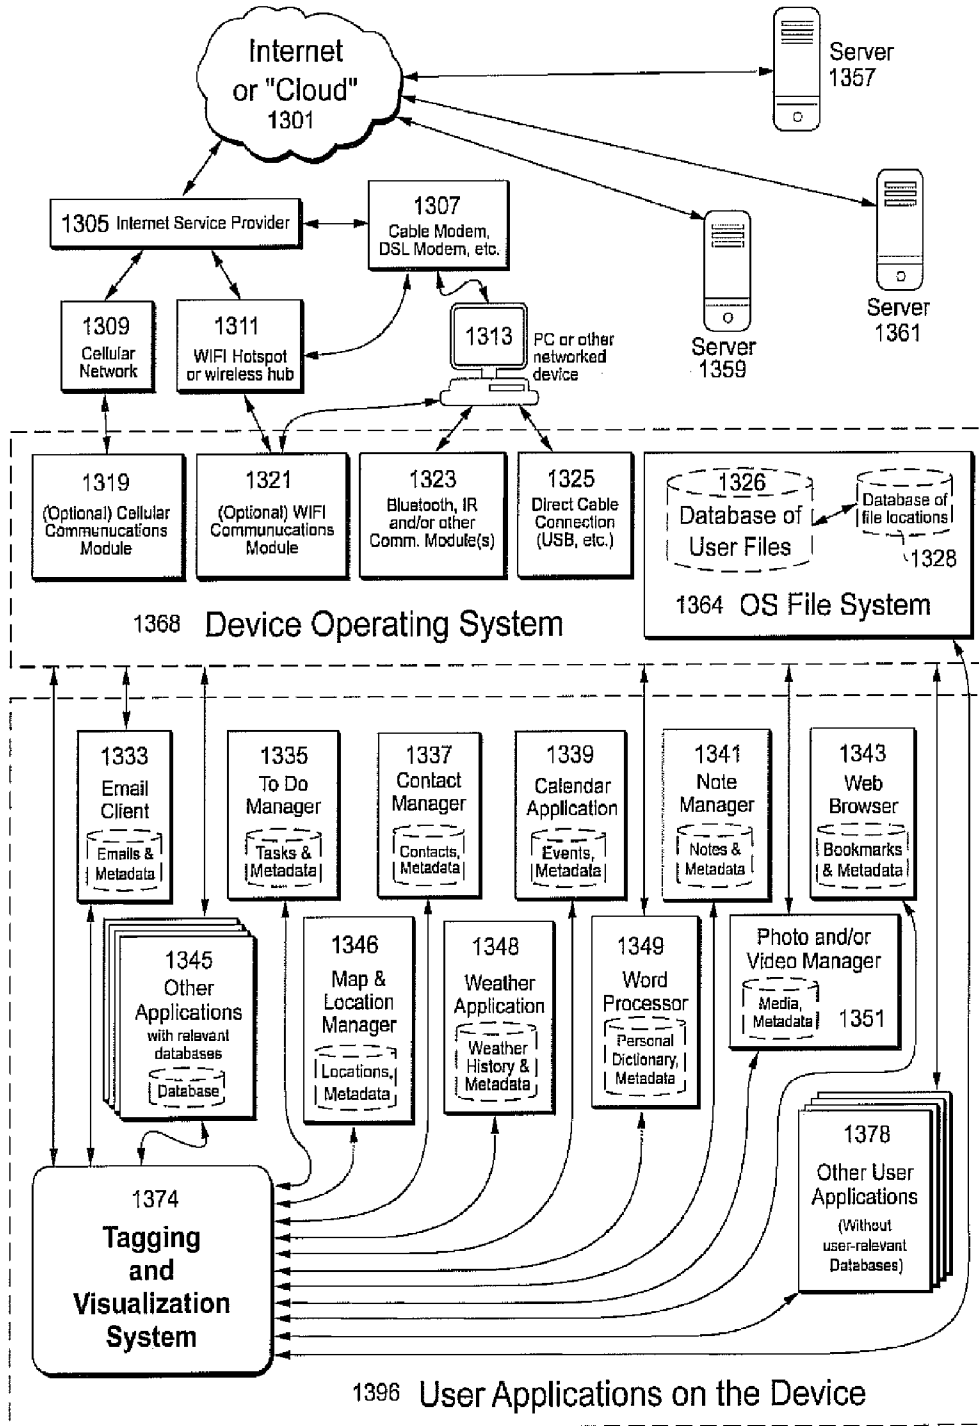 Internet
or "Cloud"
1301
Server
1357
1305 Internet Service Provider
1307
Cable Modem,
DSL Modem, etc.
Server
1361
1309
Cellular
Network
1311
WIFI Hotspot
or wireless hub
1313
PC or other
networked
device
Server
1359
1319
(Optional) Cellular
Commmunucations
Module
1321
(Optional) WIFI
Communucations
Module
1323
Bluetooth, IR
and/or other
Comm. Module(s)
1325
Direct Cable
Connection
(USB, etc.)
1326
Database of
User Files
Database of
file locations
1328
1364 OS File System
1368 Device Operating System
1333
Email
Client
Emails &
Metadata
1335
To Do
Manager
Tasks &
Metadata
1337
Contact
Manager
Contacts,
Metadata
1339
Calendar
Application
Events,
Metadata
1341
Note
Manager
Notes &
Metadata
1343
Web
Browser
Bookmarks
& Metadata
1345
Other
Applications
with relevant
databases
Database
1346
Map &
Location
Manager
Locations,
Metadata
1348
Weather
Application
Weather
History &
Metadata
1349
Word
Processor
Personal
Dictionary,
Metadata
Photo and/or
Video Manager
Media,
Metadata
1351
1378
Other User
Applications
(Without
user-relevant
Databases)
1374
Tagging
and
Visualization
System
1396 User Applications on the Device